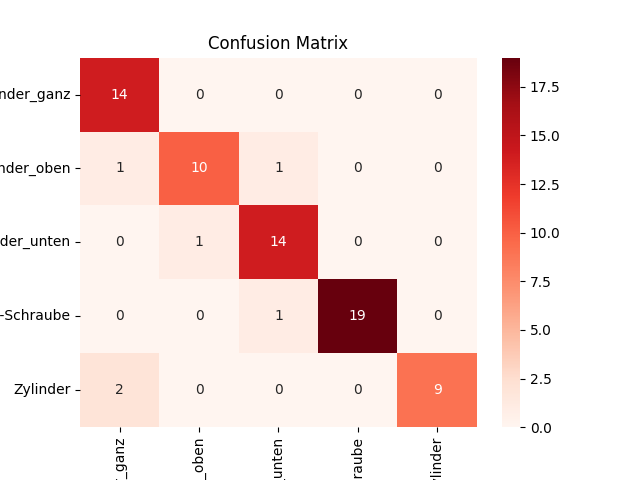 Confusion Matrix
nder_ganz 14 0 0 0 0
nder_oben 1 10 1 0 0
der_unten 0 1 14 0 0
-Schraube 0 0 1 19 0
Zylinder 2 0 0 0 9
_ganz _oben _unten raube ylinder
17.5
15.0
12.5
10.0
7.5
5.0
2.5
0.0